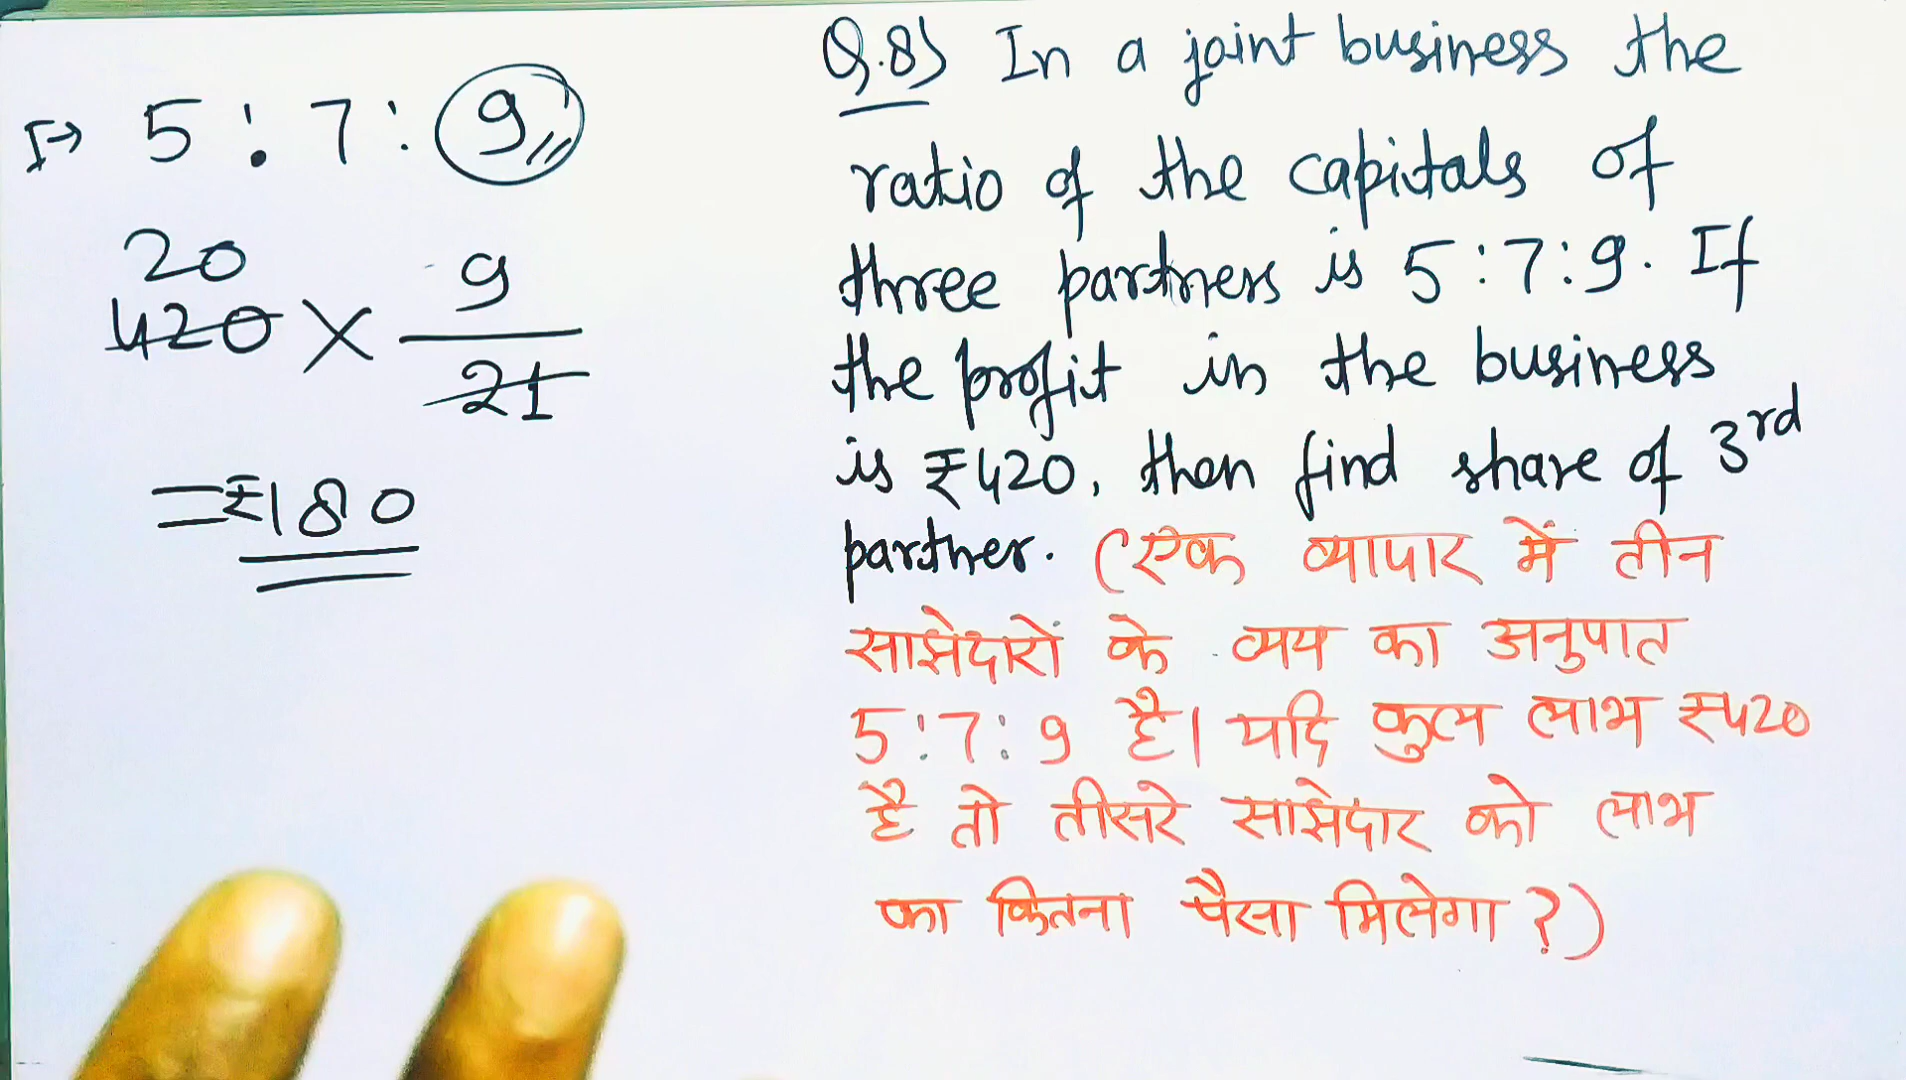 I→ 5 : 7 : 9
20
420 × 9
21
= ₹180
Q.8) In a joint business the
ratio of the capitals of
three partners is 5:7:9. If
the profit in the business
is ₹420, then find share of 3rd
partner. (एक व्यापार में तीन
साझेदारों के व्यय का अनुपात
5:7:9 है। यदि कुल लाभ ₹420
है तो तीसरे साझेदार को लाभ
का कितना पैसा मिलेगा?)